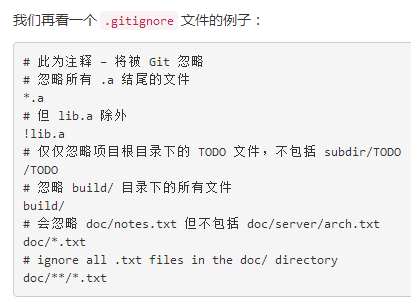 我们再看一个 .gitignore 文件的例子：
# 此为注释 – 将被 Git 忽略
# 忽略所有 .a 结尾的文件
*.a
# 但 lib.a 除外
!lib.a
# 仅仅忽略项目根目录下的 TODO 文件，不包括 subdir/TODO
/TODO
# 忽略 build/ 目录下的所有文件
build/
# 会忽略 doc/notes.txt 但不包括 doc/server/arch.txt
doc/*.txt
# ignore all .txt files in the doc/ directory
doc/**/*.txt